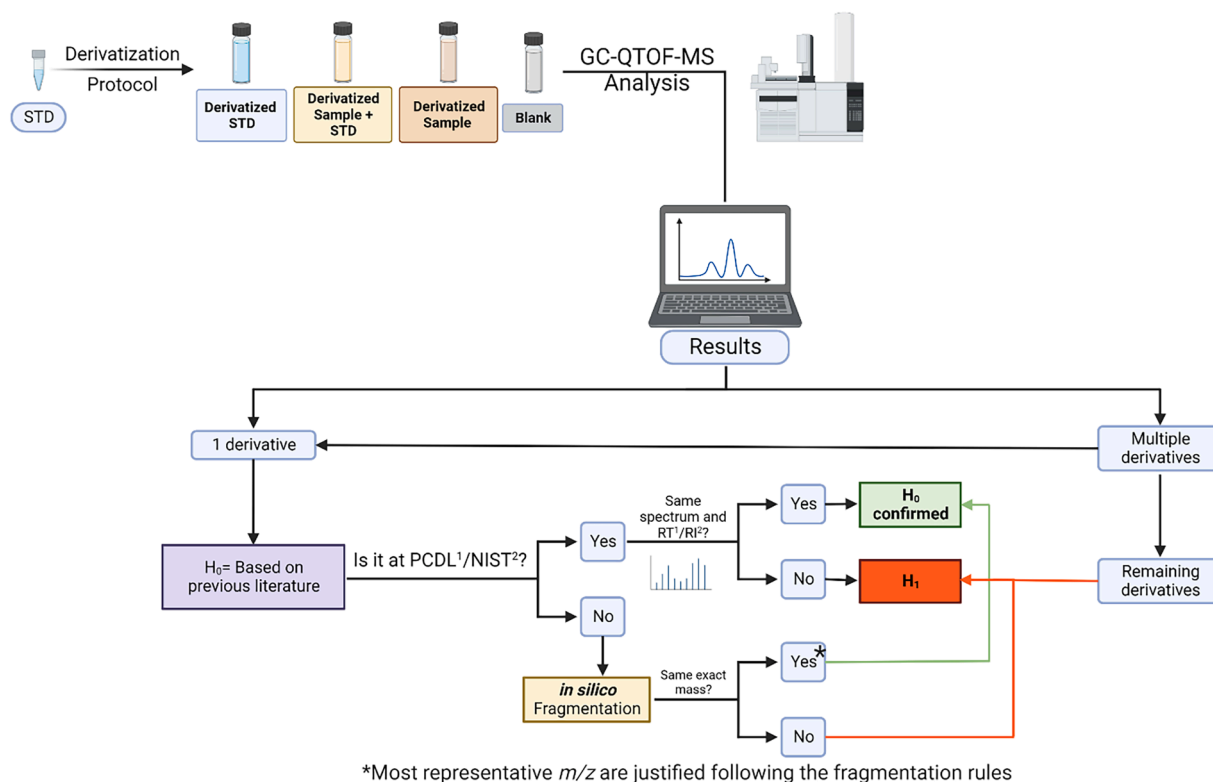 Derivatization
Protocol
STD
Derivatized
STD
Derivatized
Sample +
STD
Derivatized
Sample
Blank
GC-QTOF-MS
Analysis
Results
1 derivative
Multiple
derivatives
H₀= Based on
previous literature
Is it at PCDL¹/NIST²?
Yes
No
Same
spectrum and
RT¹/RI²?
Yes
No
H₀
confirmed
H₁
Remaining
derivatives
in silico
Fragmentation
Same exact
mass?
Yes*
No
*Most representative m/z are justified following the fragmentation rules